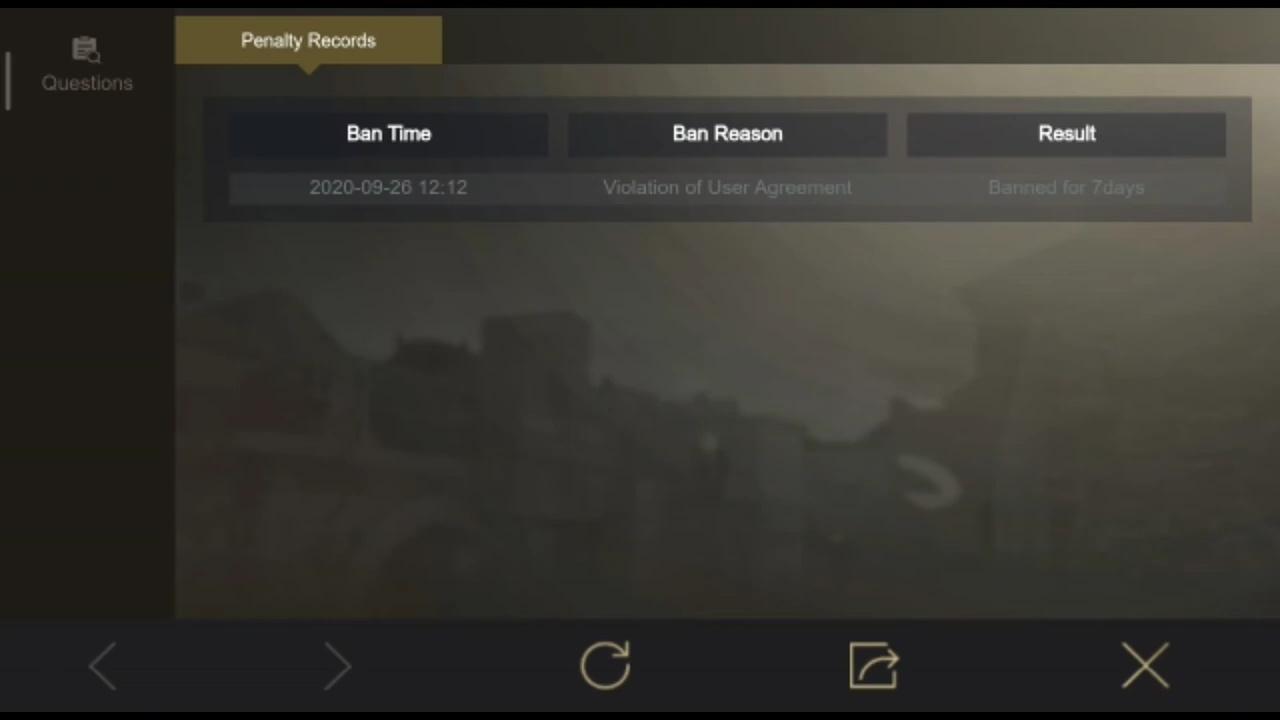 Penalty Records
Questions
Ban Time Ban Reason Result
2020-09-26 12:12 Violation of User Agreement Banned for 7days